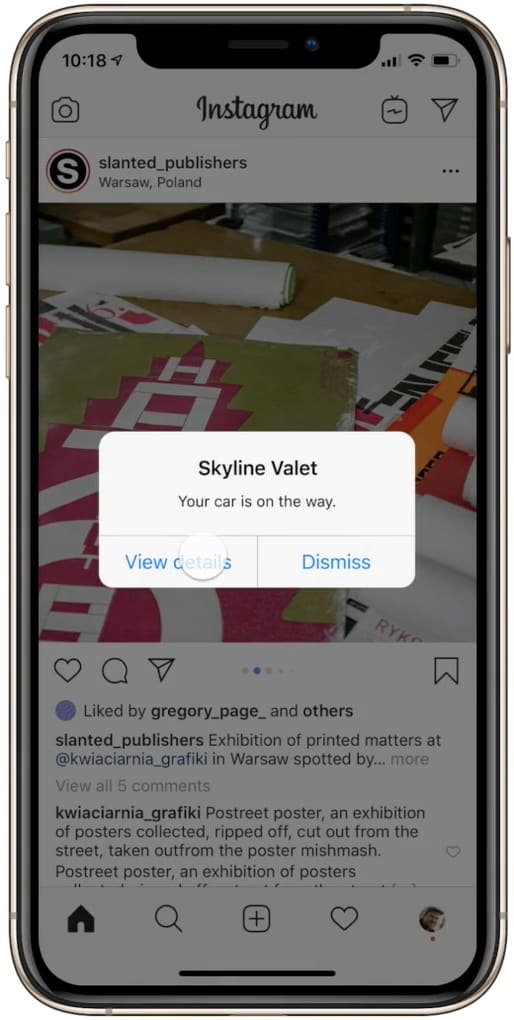 10:18
Instagram
S
slanted_publishers
Warsaw, Poland
Skyline Valet
Your car is on the way.
View details
Dismiss
RYKO
Liked by gregory_page_ and others
slanted_publishers Exhibition of printed matters at
@kwiaciarnia_grafiki in Warsaw spotted by... more
View all 5 comments
kwiaciarnia_grafiki Postreet poster, an exhibition
of posters collected, ripped off, cut out from the
street, taken outfrom the poster mishmash.
Postreet poster, an exhibition of posters